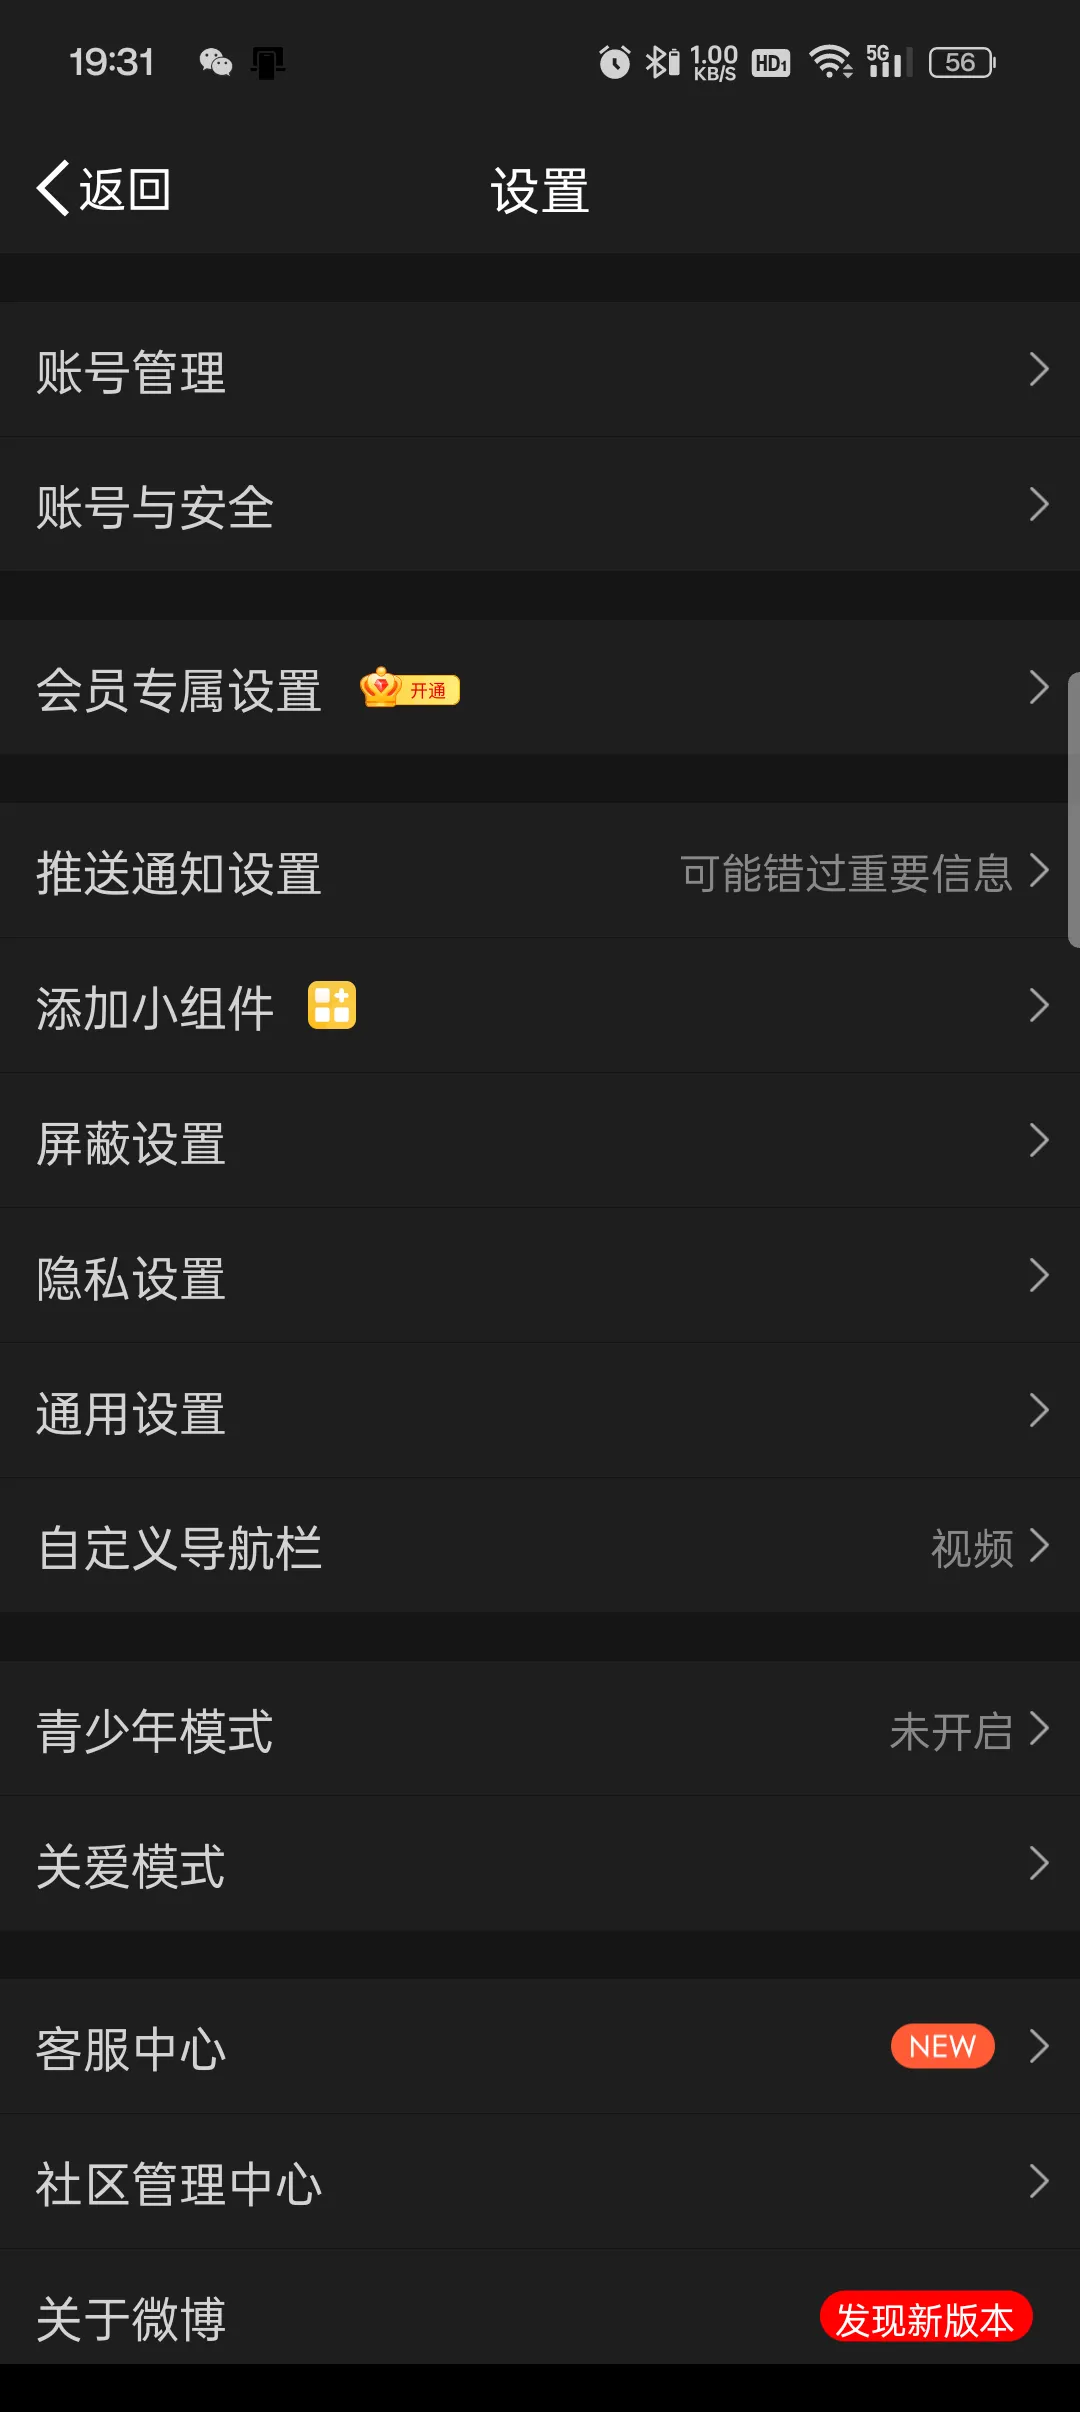 19:31 1.00 KB/S HD1 5G 56
返回 设置
账号管理
账号与安全
会员专属设置 开通
推送通知设置 可能错过重要信息
添加小组件
屏蔽设置
隐私设置
通用设置
自定义导航栏 视频
青少年模式 未开启
关爱模式
客服中心 NEW
社区管理中心
关于微博 发现新版本